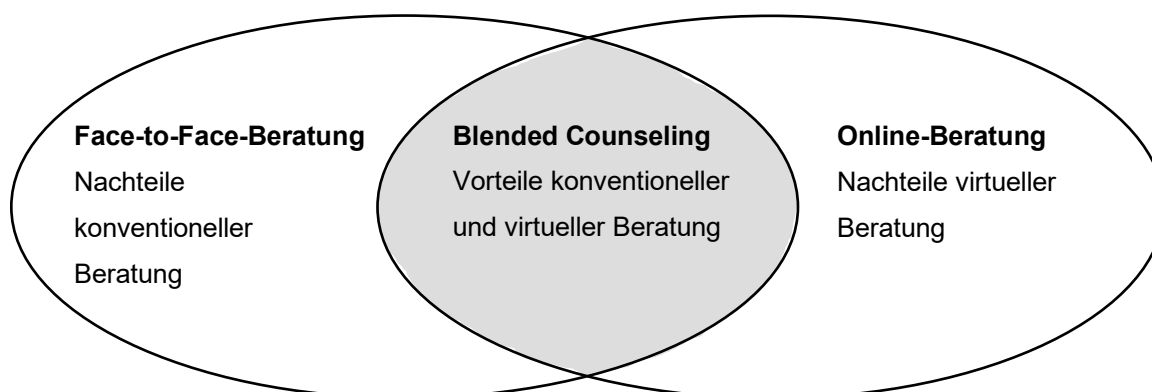 Face-to-Face-Beratung
Nachteile
konventioneller
Beratung
Blended Counseling
Vorteile konventioneller
und virtueller Beratung
Online-Beratung
Nachteile virtueller
Beratung